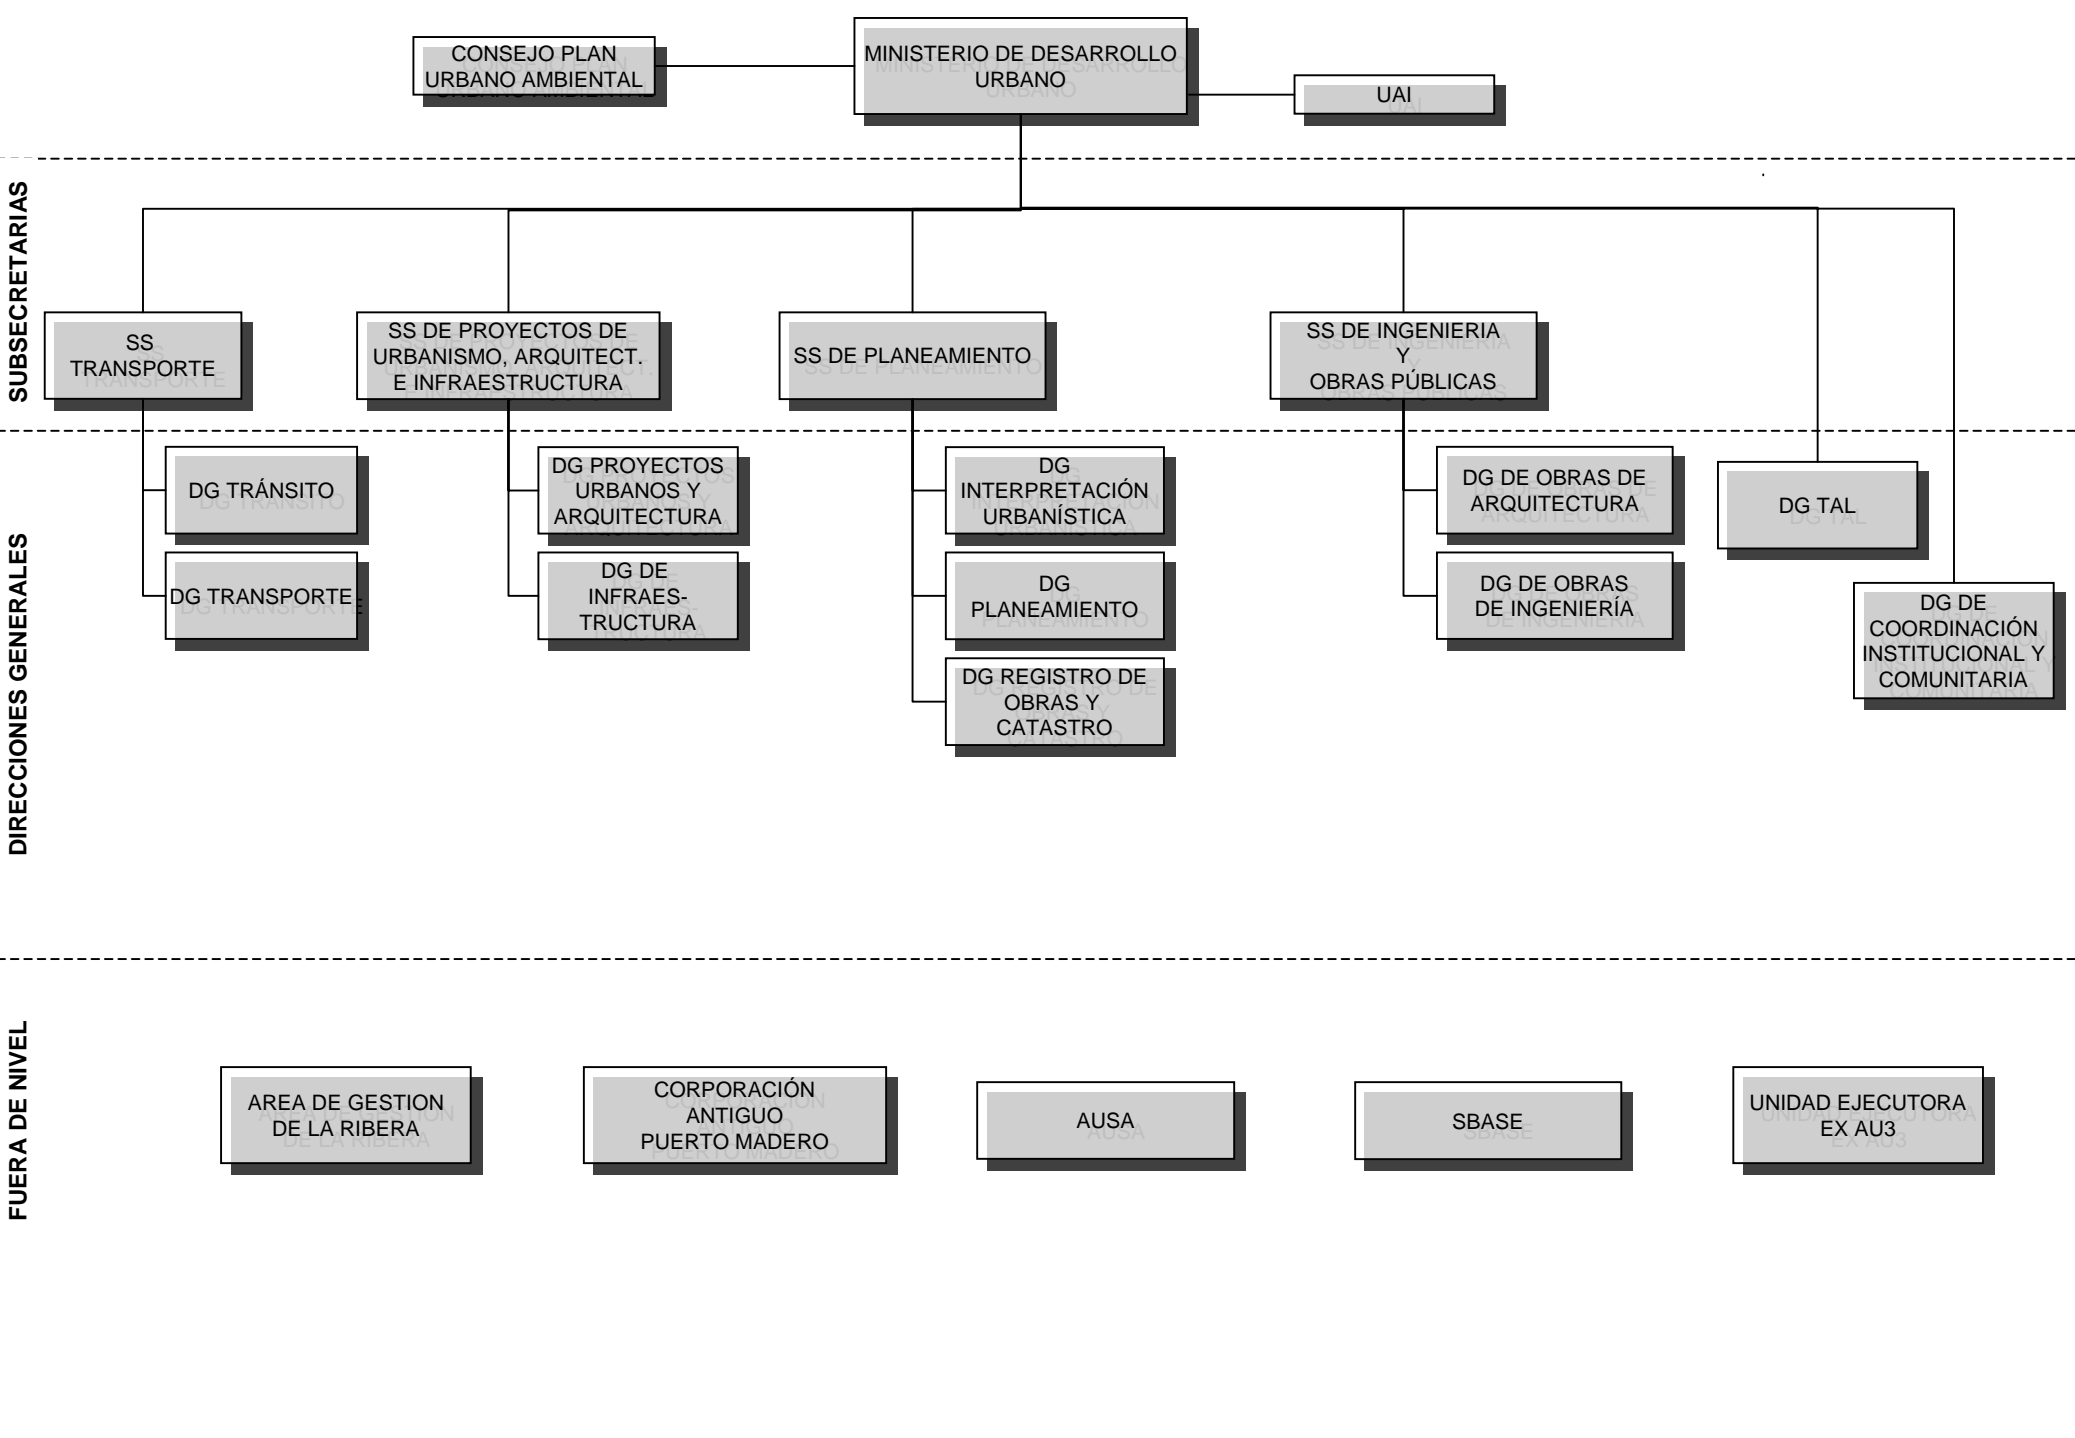 CONSEJO PLAN
URBANO AMBIENTAL
MINISTERIO DE DESARROLLO
URBANO
UAI
SUBSECRETARIAS
SS
TRANSPORTE
SS DE PROYECTOS DE
URBANISMO, ARQUITECT.
E INFRAESTRUCTURA
SS DE PLANEAMIENTO
SS DE INGENIERIA
Y
OBRAS PÚBLICAS
DIRECCIONES GENERALES
DG TRÁNSITO
DG TRANSPORTE
DG PROYECTOS
URBANOS Y
ARQUITECTURA
DG DE
INFRAES-
TRUCTURA
DG
INTERPRETACIÓN
URBANÍSTICA
DG
PLANEAMIENTO
DG REGISTRO DE
OBRAS Y
CATASTRO
DG DE OBRAS DE
ARQUITECTURA
DG DE OBRAS
DE INGENIERÍA
DG TAL
DG DE
COORDINACIÓN
INSTITUCIONAL Y
COMUNITARIA
FUERA DE NIVEL
AREA DE GESTION
DE LA RIBERA
CORPORACIÓN
ANTIGUO
PUERTO MADERO
AUSA
SBASE
UNIDAD EJECUTORA
EX AU3